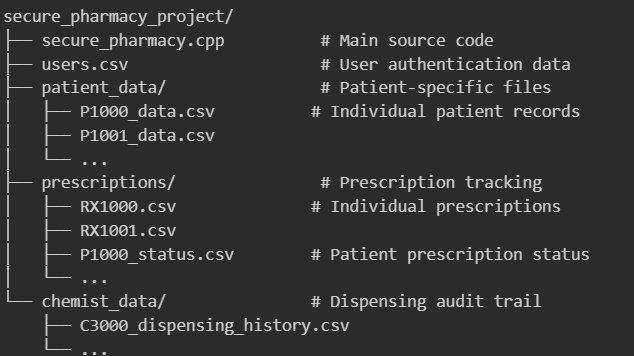 secure_pharmacy_project/
├── secure_pharmacy.cpp          # Main source code
├── users.csv                    # User authentication data
├── patient_data/                # Patient-specific files
│   ├── P1000_data.csv          # Individual patient records
│   ├── P1001_data.csv
│   └── ...
├── prescriptions/               # Prescription tracking
│   ├── RX1000.csv              # Individual prescriptions
│   ├── RX1001.csv
│   ├── P1000_status.csv        # Patient prescription status
│   └── ...
└── chemist_data/               # Dispensing audit trail
    ├── C3000_dispensing_history.csv
    └── ...